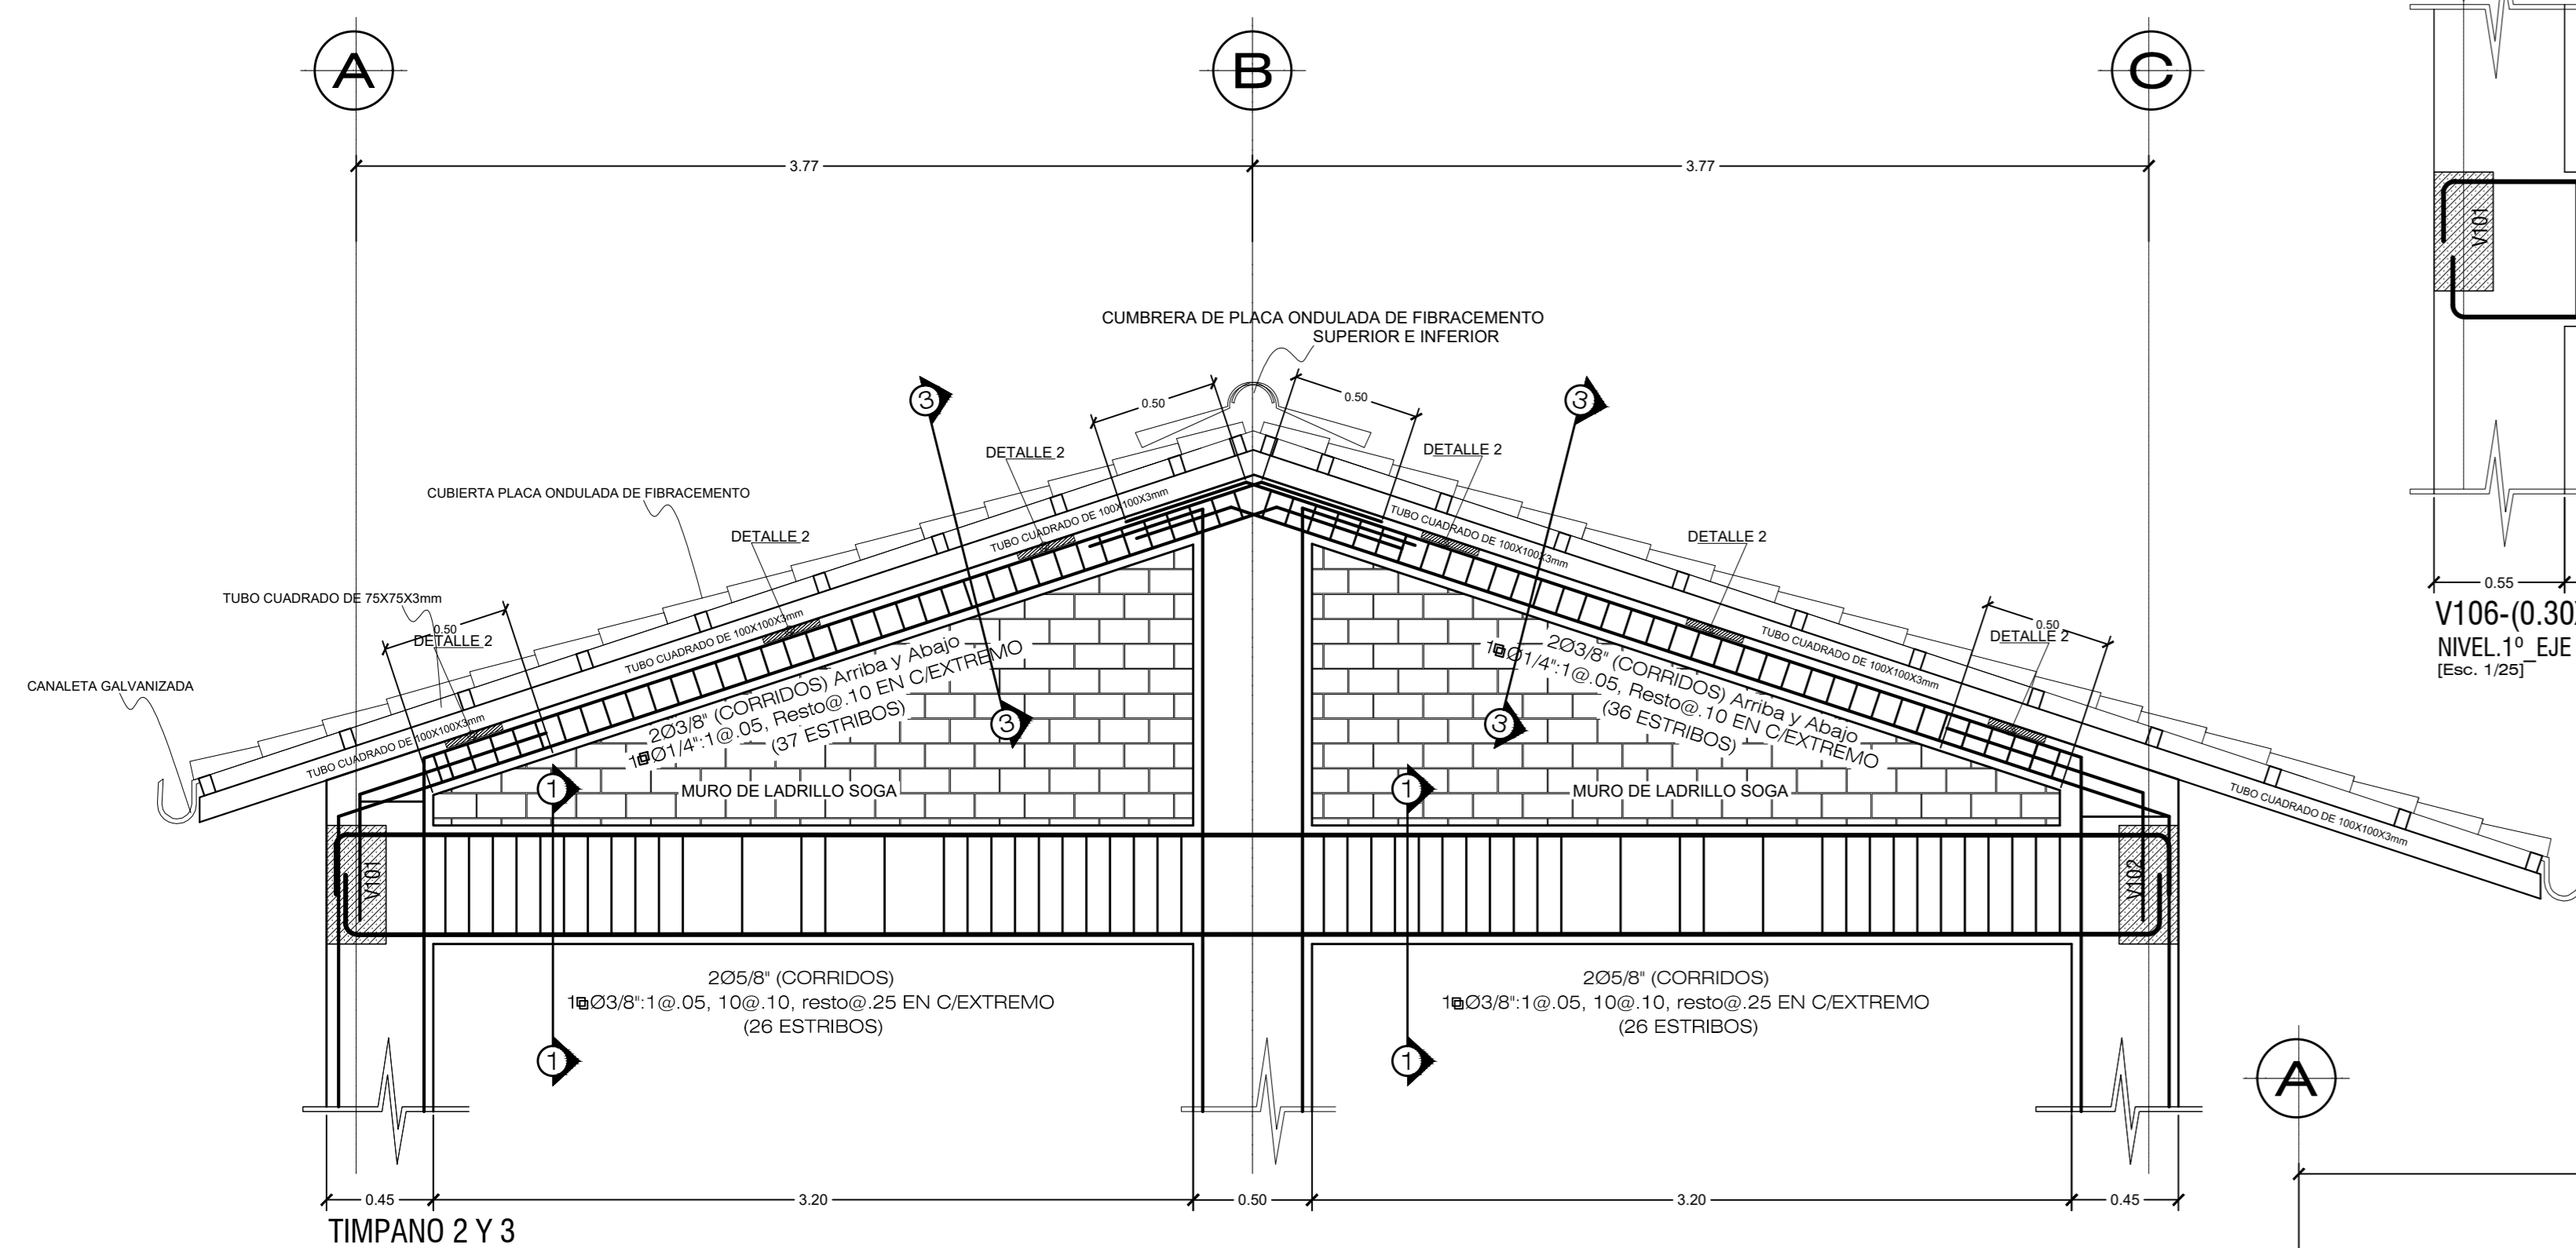 A
B
C
3.77
3.77
V101
CUMBRERA DE PLACA ONDULADA DE FIBRACEMENTO
SUPERIOR E INFERIOR
3
0.50
0.50
3
DETALLE 2
DETALLE 2
CUBIERTA PLACA ONDULADA DE FIBRACEMENTO
TUBO CUADRADO DE 100X100X3mm
TUBO CUADRADO DE 100X100X3mm
DETALLE 2
DETALLE 2
TUBO CUADRADO DE 75X75X3mm
0.50
DETALLE 2
0.50
DETALLE 2
0.55
V106-(0.30
NIVEL.1º_EJE
[Esc. 1/25]
TUBO CUADRADO DE 100X100X3mm
TUBO CUADRADO DE 100X100X3mm
CANALETA GALVANIZADA
TUBO CUADRADO DE 100X100X3mm
2Ø3/8" (CORRIDOS) Arriba y Abajo
1Ø1/4":1@.05, Resto@.10 EN C/EXTREMO
(37 ESTRIBOS)
3
3
2Ø3/8" (CORRIDOS) Arriba y Abajo
1Ø1/4":1@.05, Resto@.10 EN C/EXTREMO
(36 ESTRIBOS)
1
MURO DE LADRILLO SOGA
1
MURO DE LADRILLO SOGA
TUBO CUADRADO DE 100X100X3mm
V101
V102
2Ø5/8" (CORRIDOS)
1Ø3/8":1@.05, 10@.10, resto@.25 EN C/EXTREMO
(26 ESTRIBOS)
2Ø5/8" (CORRIDOS)
1Ø3/8":1@.05, 10@.10, resto@.25 EN C/EXTREMO
(26 ESTRIBOS)
1
1
A
0.45
3.20
0.50
3.20
0.45
TIMPANO 2 Y 3